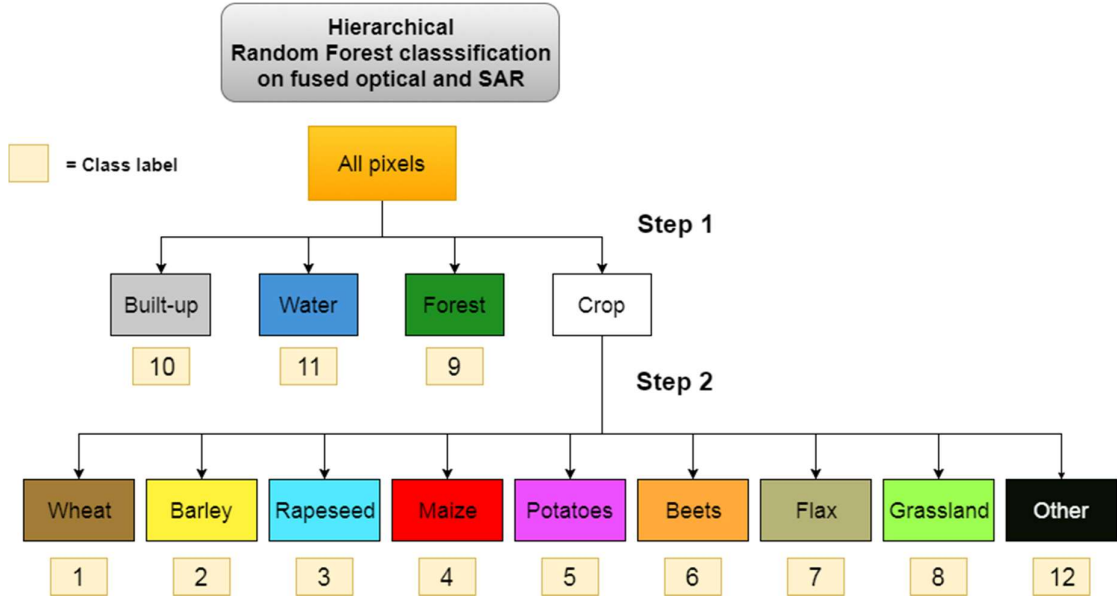 Hierarchical
Random Forest classsification
on fused optical and SAR
= Class label
All pixels
Step 1
Built-up
Water
Forest
Crop
10
11
9
Step 2
Wheat
Barley
Rapeseed
Maize
Potatoes
Beets
Flax
Grassland
Other
1
2
3
4
5
6
7
8
12